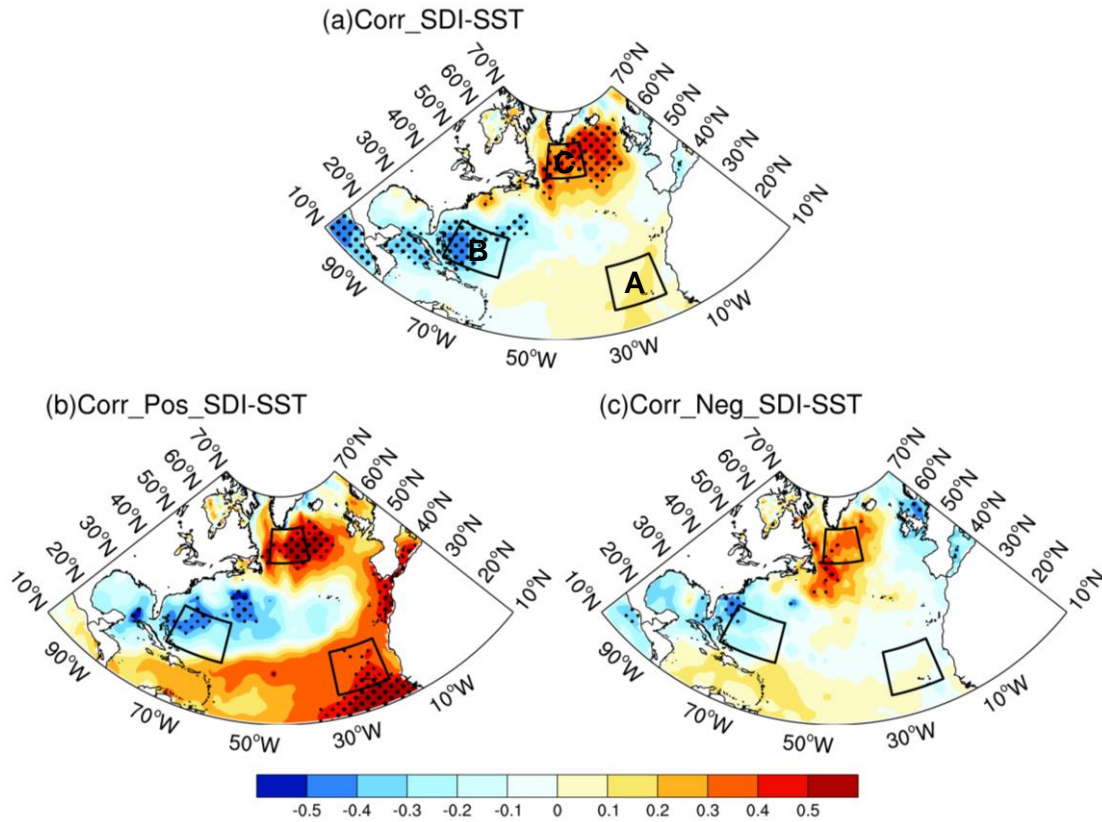 (a)Corr_SDI-SST
70°N
60°N
50°N
40°N
30°N
20°N
10°N
70°N
60°N
50°N
40°N
30°N
20°N
10°N
C
B
A
90°W
70°W
50°W
30°W
10°W
(b)Corr_Pos_SDI-SST
70°N
60°N
50°N
40°N
30°N
20°N
10°N
70°N
60°N
50°N
40°N
30°N
20°N
10°N
90°W
70°W
50°W
30°W
10°W
(c)Corr_Neg_SDI-SST
70°N
60°N
50°N
40°N
30°N
20°N
10°N
70°N
60°N
50°N
40°N
30°N
20°N
10°N
90°W
70°W
50°W
30°W
10°W
-0.5 -0.4 -0.3 -0.2 -0.1 0 0.1 0.2 0.3 0.4 0.5